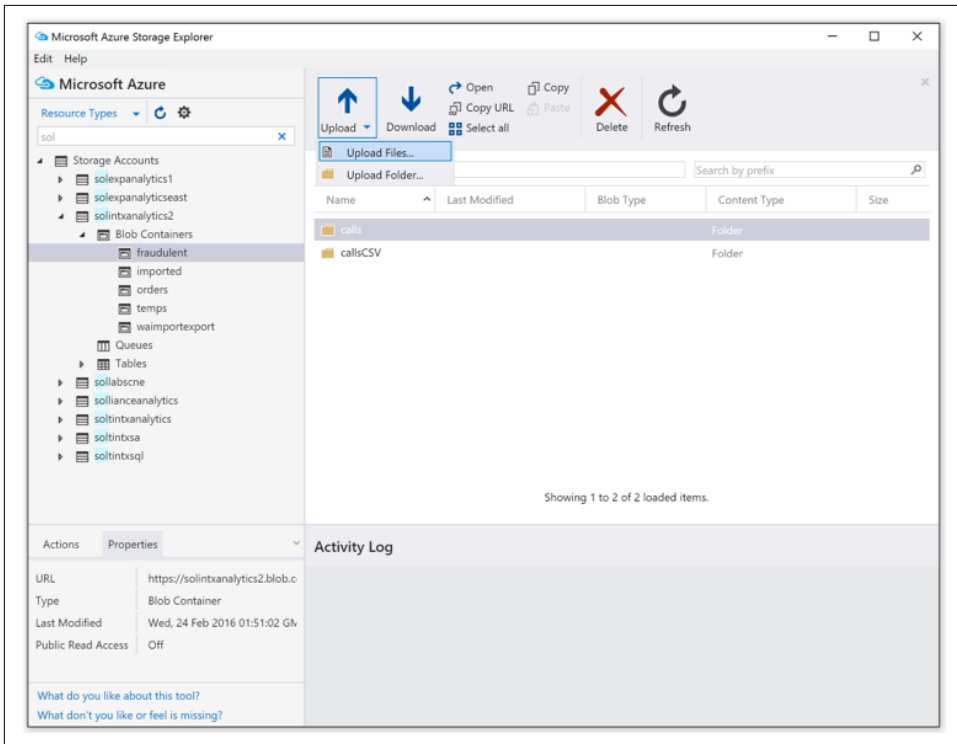 Microsoft Azure Storage Explorer
Edit Help
Microsoft Azure
Resource Types
sol
Storage Accounts
solexpanalytics1
solexpanalyticseast
solintxanalytics2
Blob Containers
fraudulent
imported
orders
temps
waimportexport
Queues
Tables
sollabscne
sollianceanalytics
soltintxanalytics
soltintxsa
soltintxsql
Upload
Download
Open
Copy URL
Select all
Copy
Paste
Delete
Refresh
Upload Files...
Upload Folder...
Search by prefix
Name Last Modified Blob Type Content Type Size
calls Folder
callsCSV Folder
Showing 1 to 2 of 2 loaded items.
Actions Properties
URL https://solintxanalytics2.blob.c
Type Blob Container
Last Modified Wed, 24 Feb 2016 01:51:02 GM
Public Read Access Off
What do you like about this tool?
What don't you like or feel is missing?
Activity Log